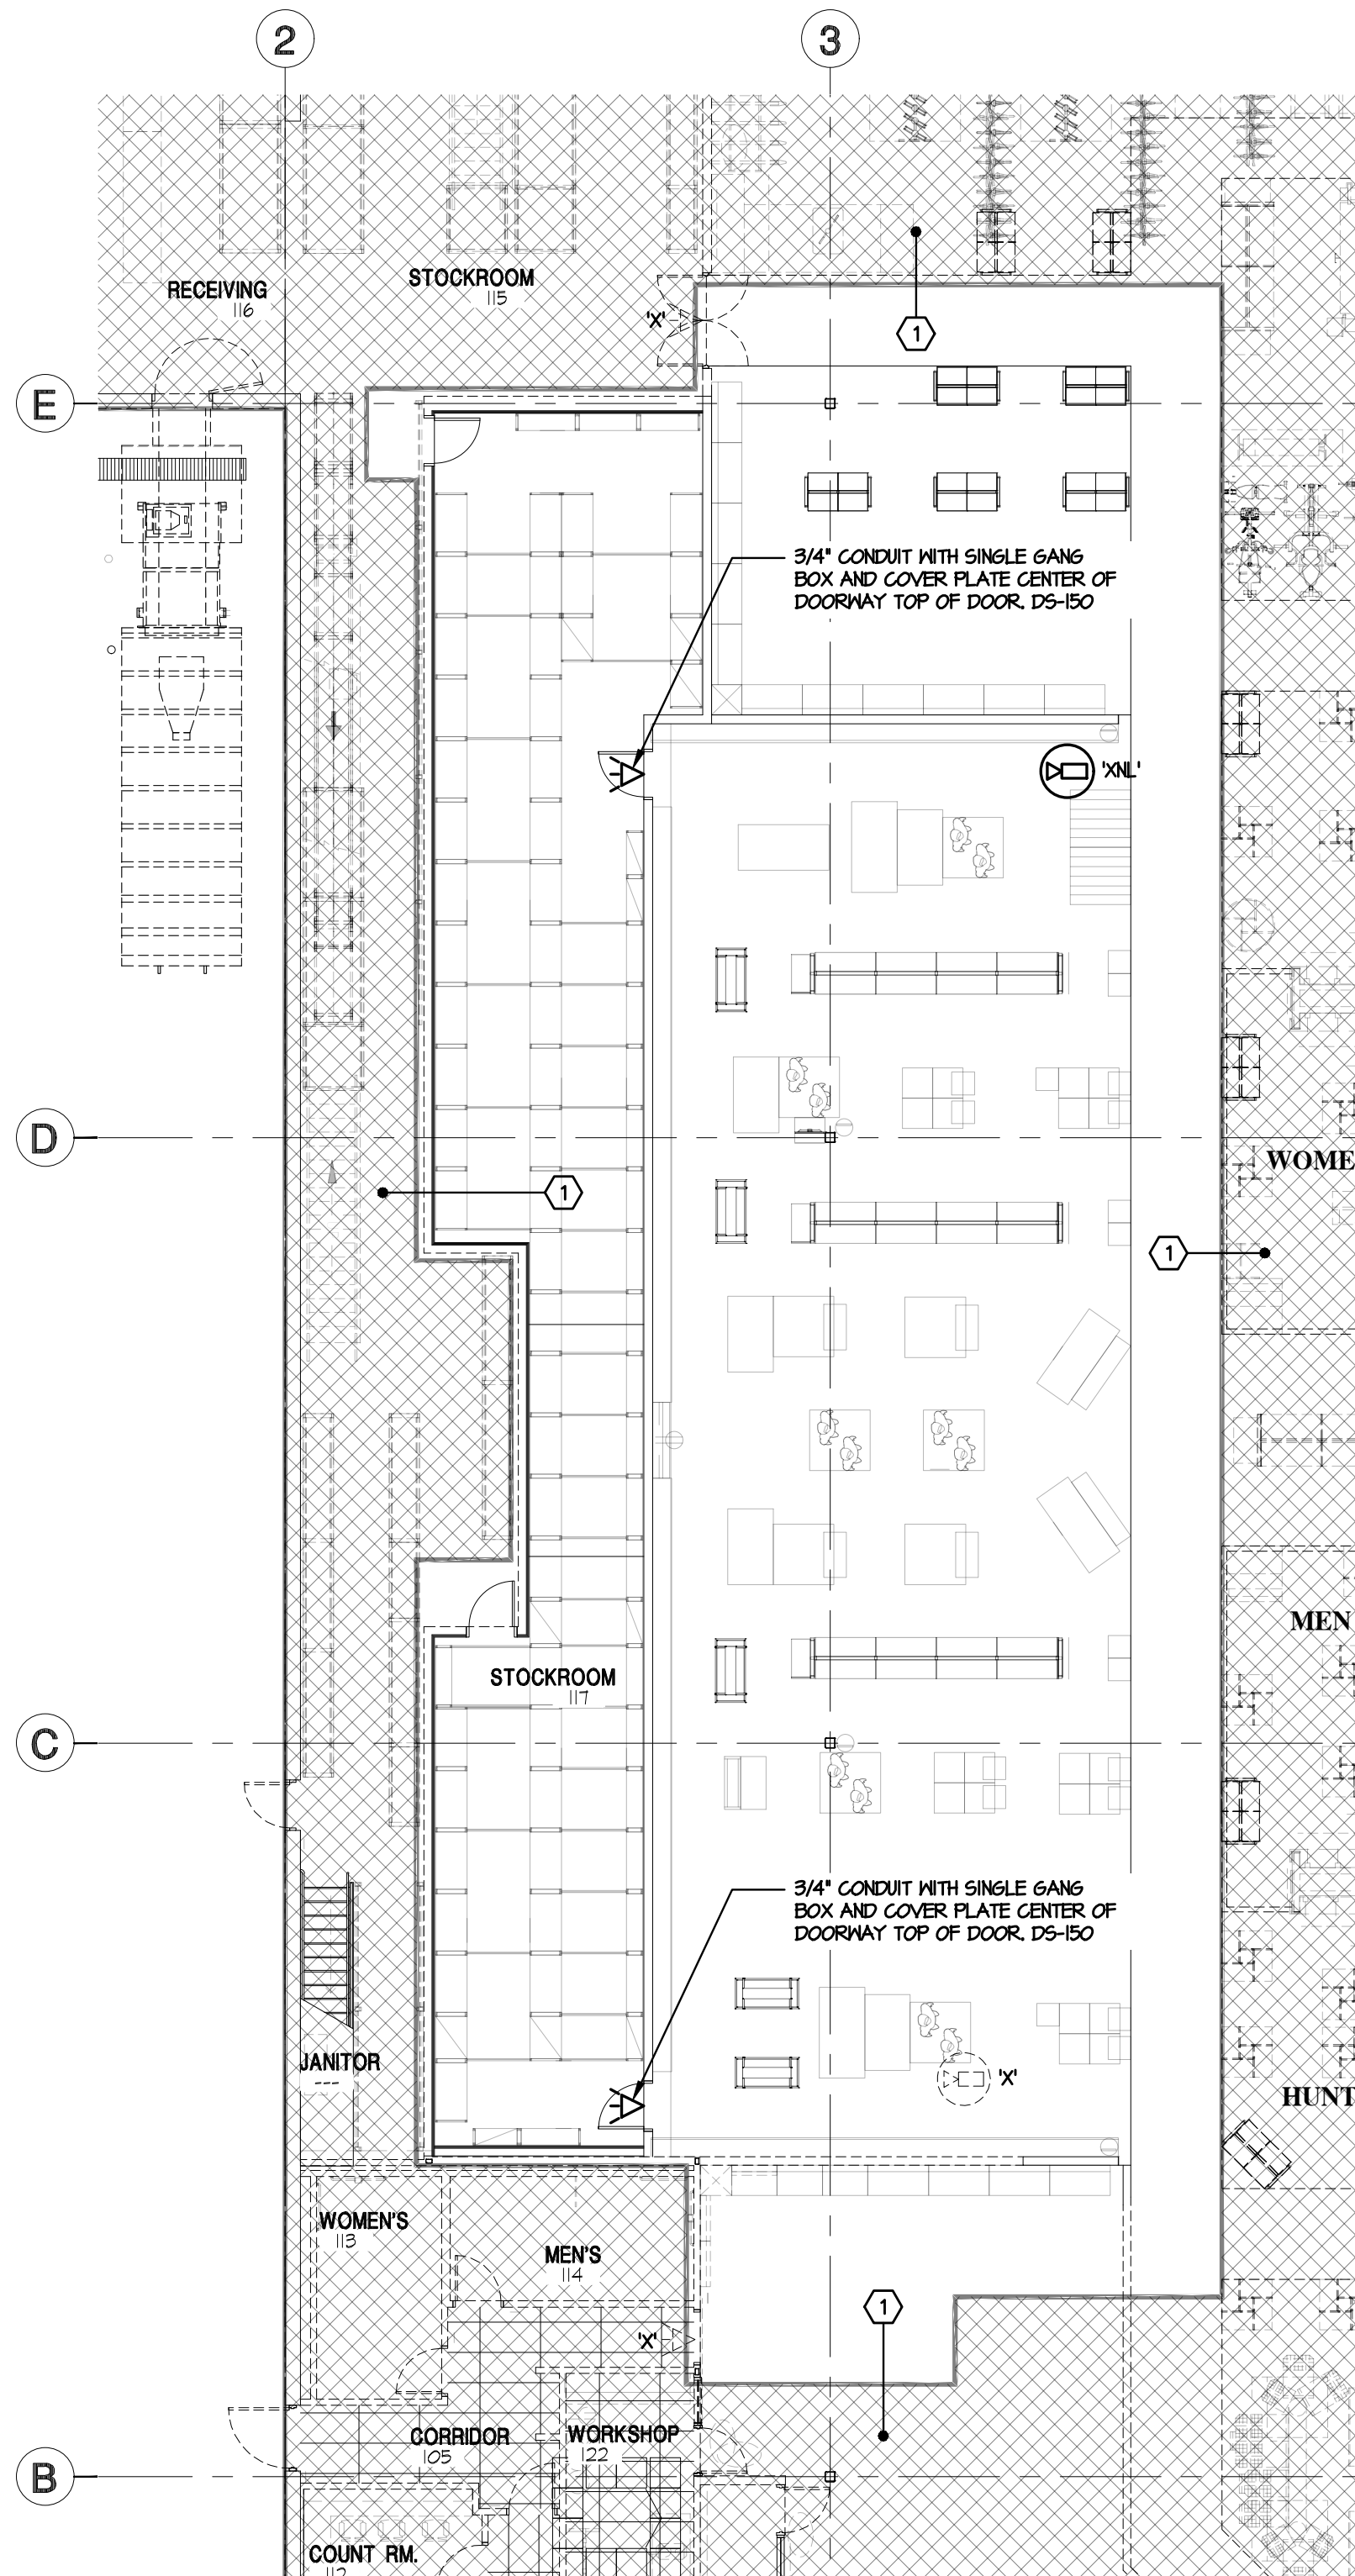 2
3
STOCKROOM
115
RECEIVING
116
'X'
1
E
3/4" CONDUIT WITH SINGLE GANG
BOX AND COVER PLATE CENTER OF
DOORWAY TOP OF DOOR. DS-150
'XNL'
D
WOME
1
1
MEN
STOCKROOM
117
C
3/4" CONDUIT WITH SINGLE GANG
BOX AND COVER PLATE CENTER OF
DOORWAY TOP OF DOOR. DS-150
JANITOR
---
'X'
HUNT
WOMEN'S
113
MEN'S
114
1
'X'
CORRIDOR
105
WORKSHOP
122
B
COUNT RM.
112